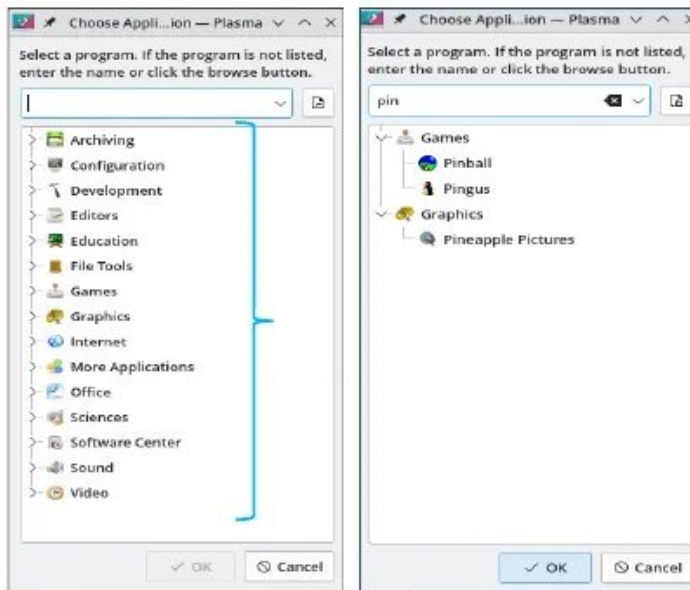 Choose Appli...ion — Plasma
Select a program. If the program is not listed,
enter the name or click the browse button.
Archiving
Configuration
Development
Editors
Education
File Tools
Games
Graphics
Internet
More Applications
Office
Sciences
Software Center
Sound
Video
OK
Cancel
Choose Appli...ion — Plasma
Select a program. If the program is not listed,
enter the name or click the browse button.
pin
Games
Pinball
Pingus
Graphics
Pineapple Pictures
OK
Cancel